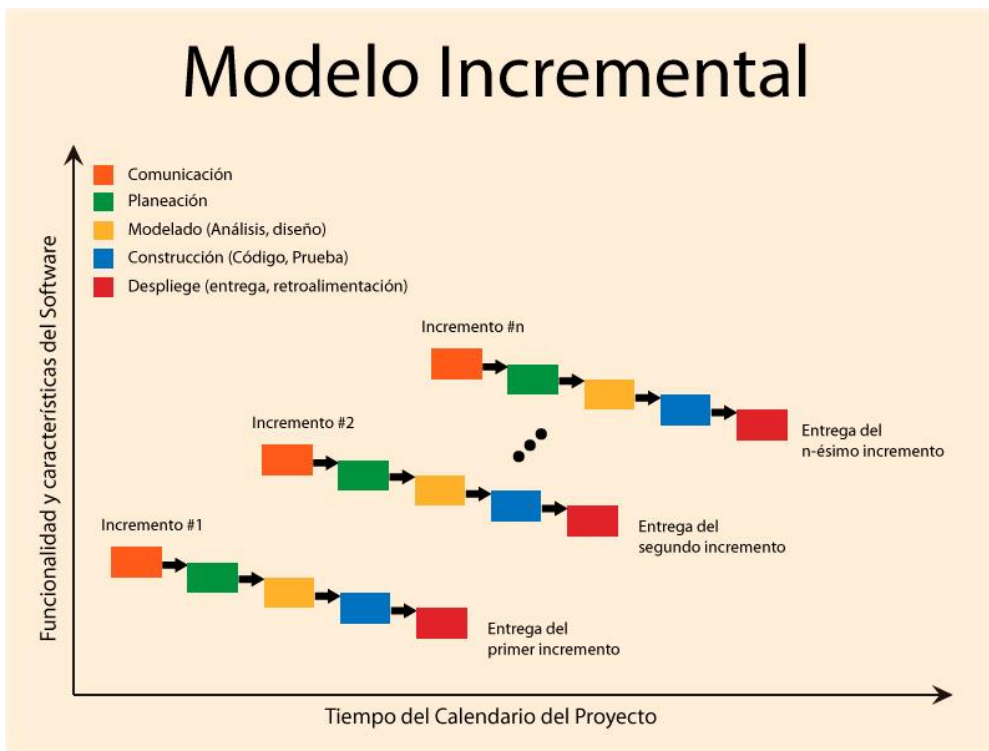 Modelo Incremental
Comunicación
Planeación
Modelado (Análisis, diseño)
Construcción (Código, Prueba)
Despliege (entrega, retroalimentación)
Funcionalidad y características del Software
Incremento #n
Entrega del
n-ésimo incremento
Incremento #2
Entrega del
segundo incremento
Incremento #1
Entrega del
primer incremento
Tiempo del Calendario del Proyecto